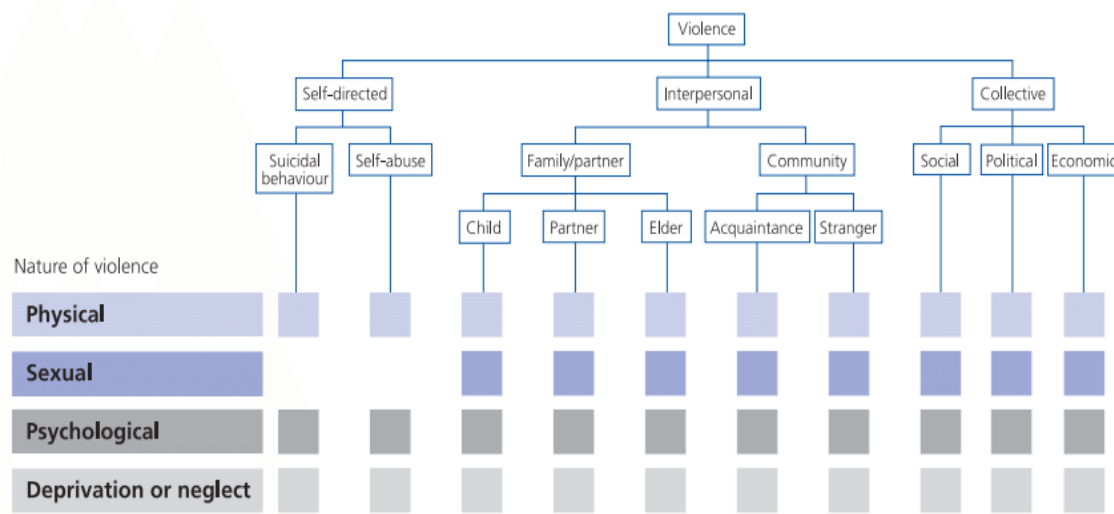 Violence
Self-directed
Interpersonal
Collective
Suicidal
behaviour
Self-abuse
Family/partner
Community
Social
Political
Economic
Child
Partner
Elder
Acquaintance
Stranger
Nature of violence
Physical
Sexual
Psychological
Deprivation or neglect